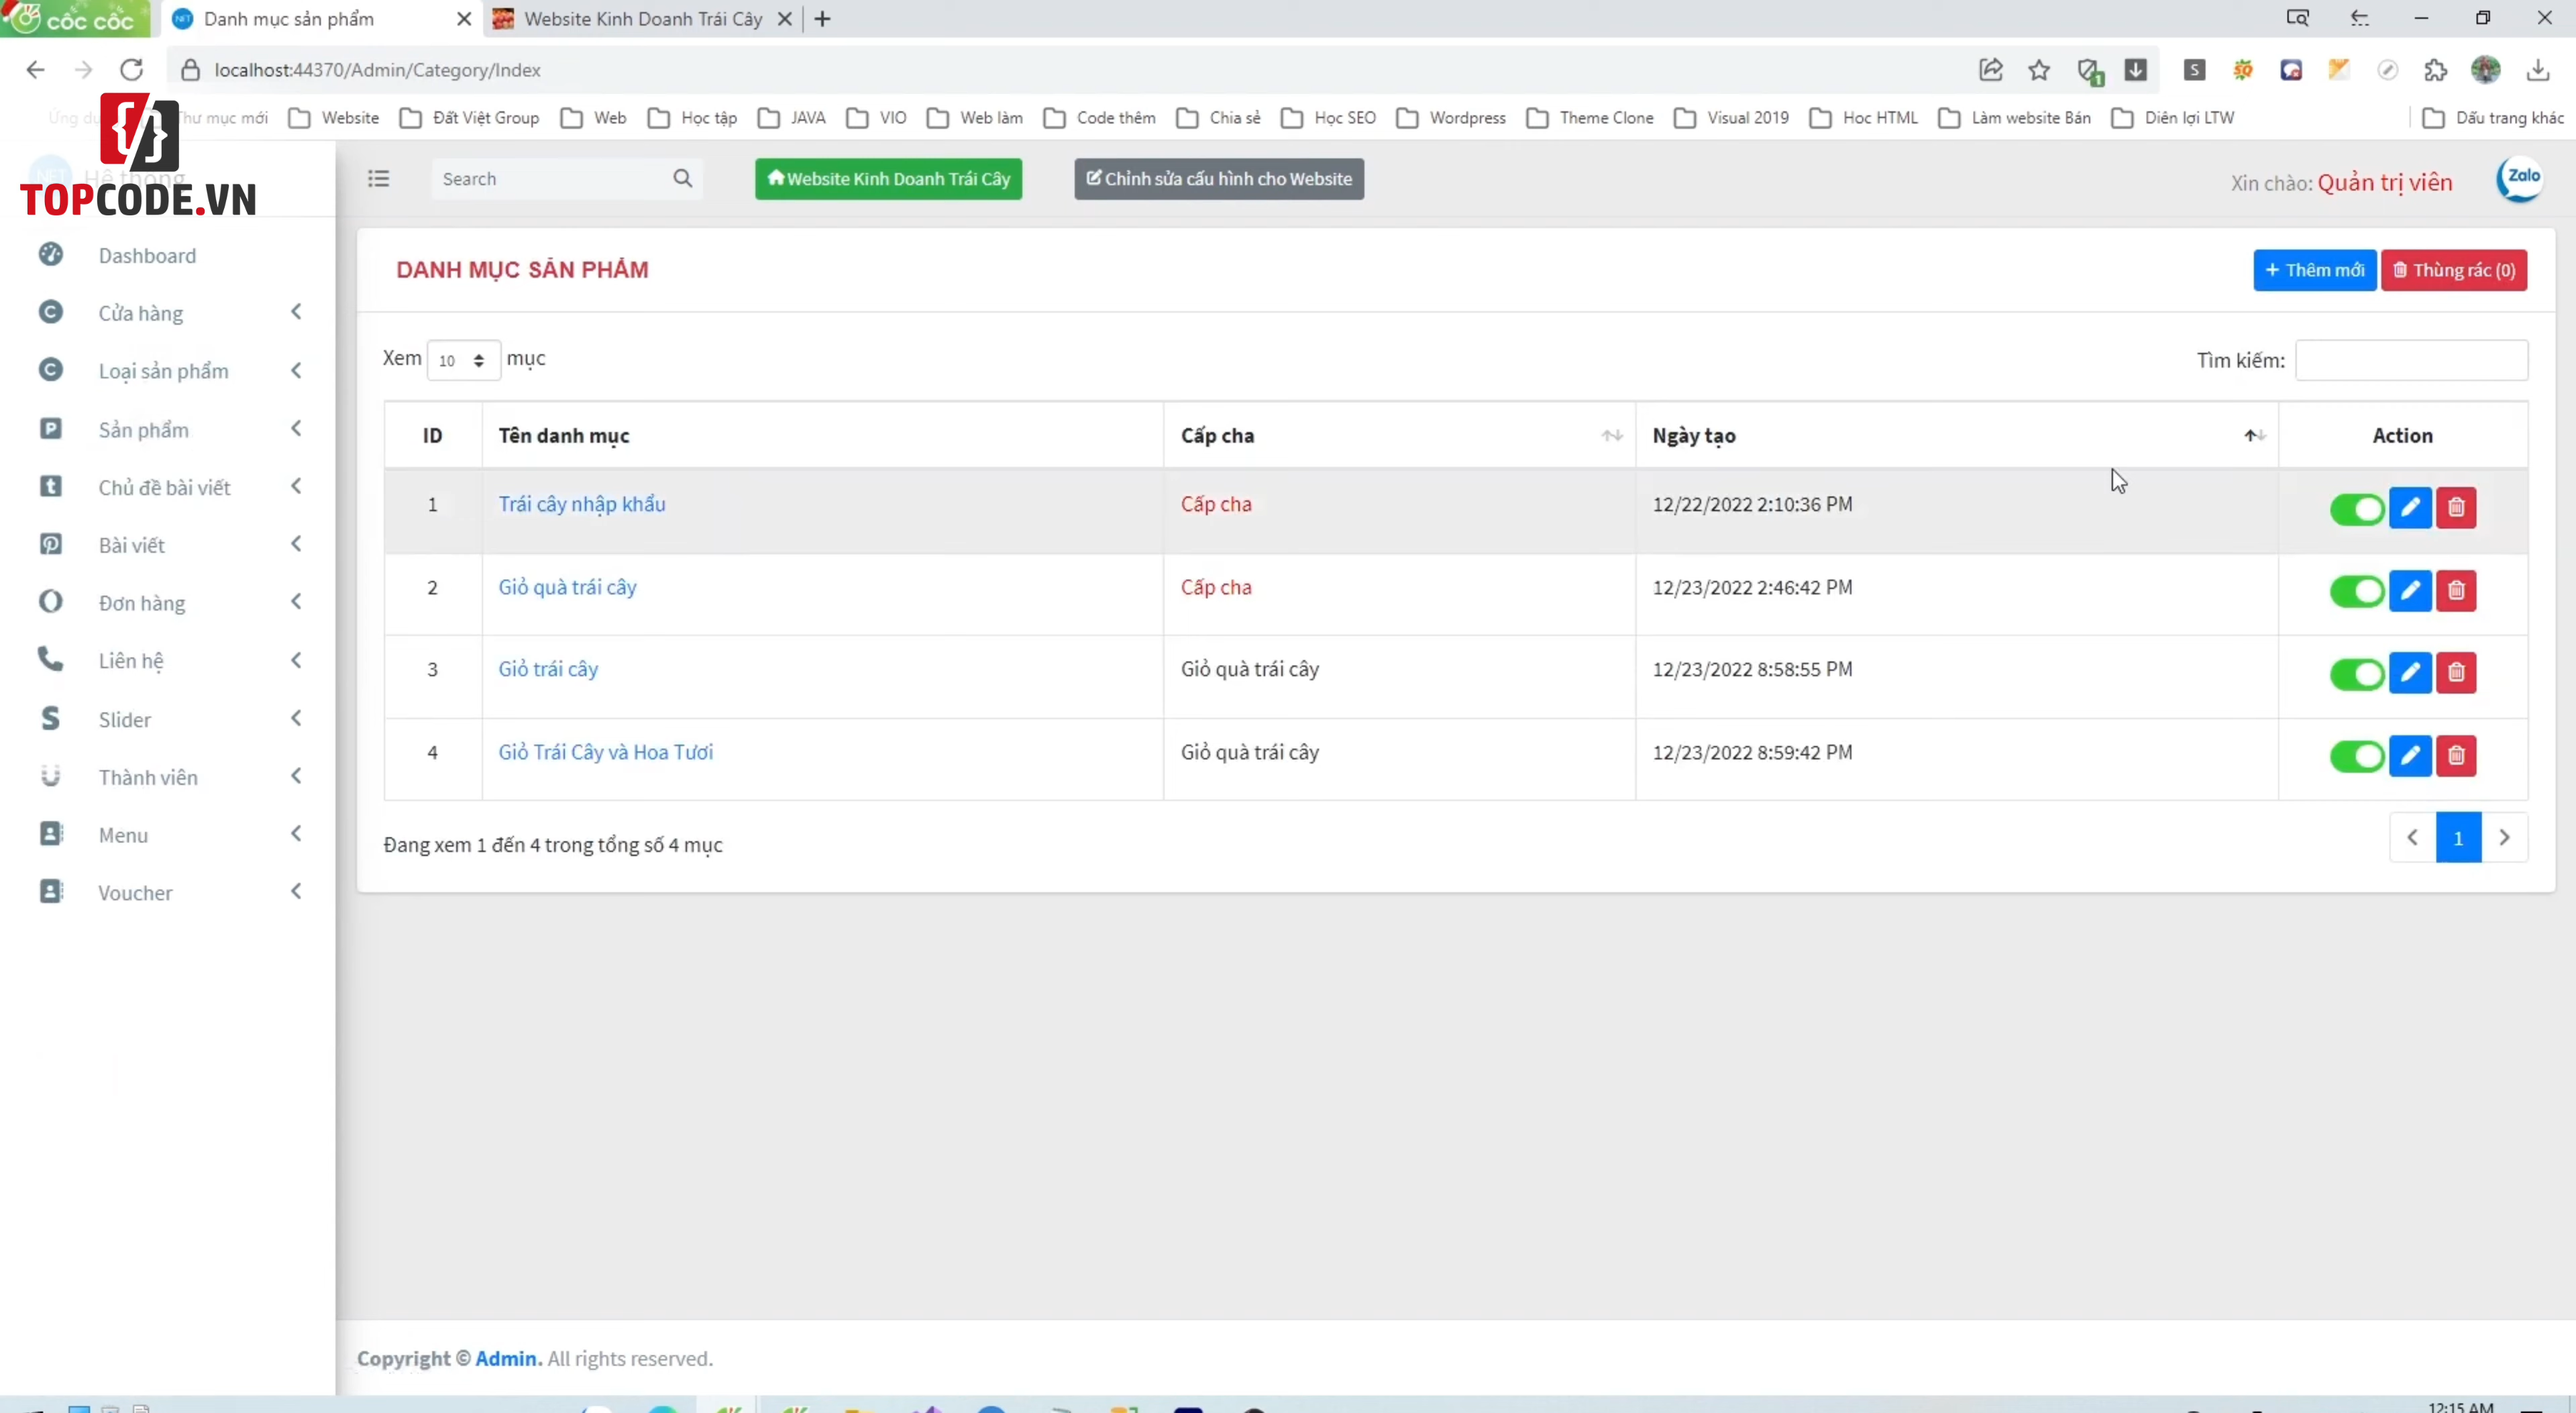 cốc cốc
Danh mục sản phẩm
Website Kinh Doanh Trái Cây
localhost:44370/Admin/Category/Index
Thư mục mới Website Đất Việt Group Web Học tập JAVA VIO Web làm Code thêm Chia sẻ Học SEO Wordpress Theme Clone Visual 2019 Hoc HTML Làm website Bán Diên lợi LTW Dấu trang khác
TOPCODE.VN
Hệ thống
Search
Website Kinh Doanh Trái Cây
Chỉnh sửa cấu hình cho Website
Xin chào: Quản trị viên
Zalo
Dashboard
Cửa hàng
Loại sản phẩm
Sản phẩm
Chủ đề bài viết
Bài viết
Đơn hàng
Liên hệ
Slider
Thành viên
Menu
Voucher
DANH MỤC SẢN PHẨM
+ Thêm mới
Thùng rác (0)
Xem 10 mục
Tìm kiếm:
ID Tên danh mục Cấp cha Ngày tạo Action
1 Trái cây nhập khẩu Cấp cha 12/22/2022 2:10:36 PM
2 Giỏ quà trái cây Cấp cha 12/23/2022 2:46:42 PM
3 Giỏ trái cây Giỏ quà trái cây 12/23/2022 8:58:55 PM
4 Giỏ Trái Cây và Hoa Tươi Giỏ quà trái cây 12/23/2022 8:59:42 PM
Đang xem 1 đến 4 trong tổng số 4 mục
1
Copyright © Admin. All rights reserved.
12:15 AM